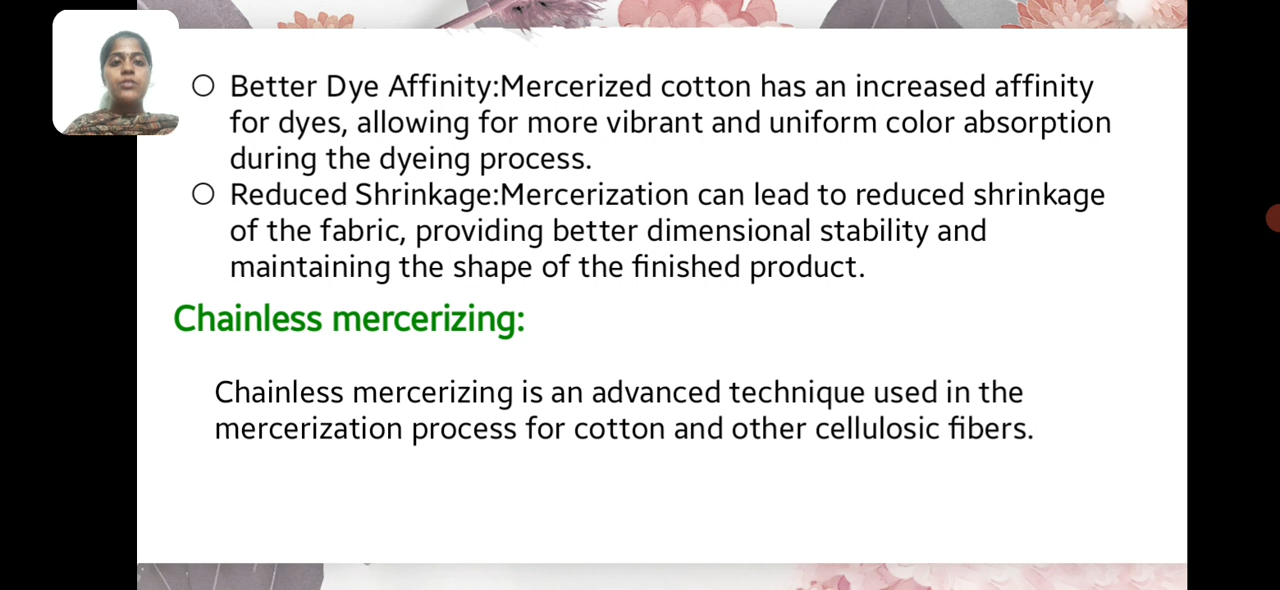 Better Dye Affinity:Mercerized cotton has an increased affinity
for dyes, allowing for more vibrant and uniform color absorption
during the dyeing process.
Reduced Shrinkage:Mercerization can lead to reduced shrinkage
of the fabric, providing better dimensional stability and
maintaining the shape of the finished product.
Chainless mercerizing:
Chainless mercerizing is an advanced technique used in the
mercerization process for cotton and other cellulosic fibers.